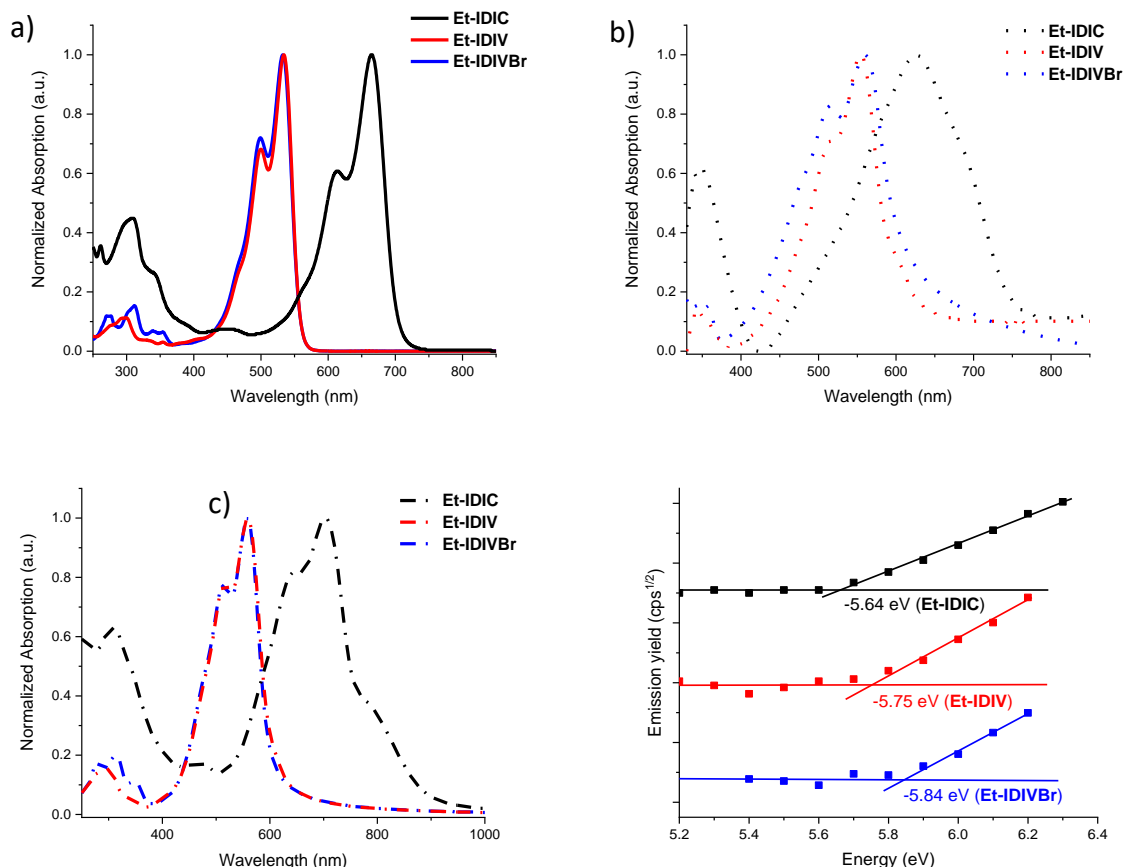 a)
Et-IDIC
Et-IDIV
Et-IDIVBr
1.0
0.8
0.6
0.4
0.2
0.0
Normalized Absorption (a.u.)
300 400 500 600 700 800
Wavelength (nm)
b)
Et-IDIC
Et-IDIV
Et-IDIVBr
1.0
0.8
0.6
0.4
0.2
0.0
Normalized Absorption (a.u.)
400 500 600 700 800
Wavelength (nm)
c)
Et-IDIC
Et-IDIV
Et-IDIVBr
1.0
0.8
0.6
0.4
0.2
0.0
Normalized Absorption (a.u.)
400 600 800 1000
Wavelength (nm)
Emission yield (cps1/2)
-5.64 eV (Et-IDIC)
-5.75 eV (Et-IDIV)
-5.84 eV (Et-IDIVBr)
5.2 5.4 5.6 5.8 6.0 6.2 6.4
Energy (eV)